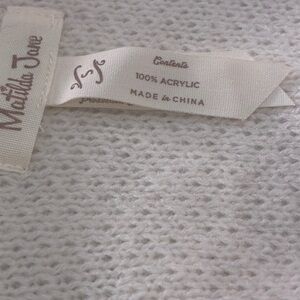 Matilda Jane
Contents
100% ACRYLIC
MADE in CHINA